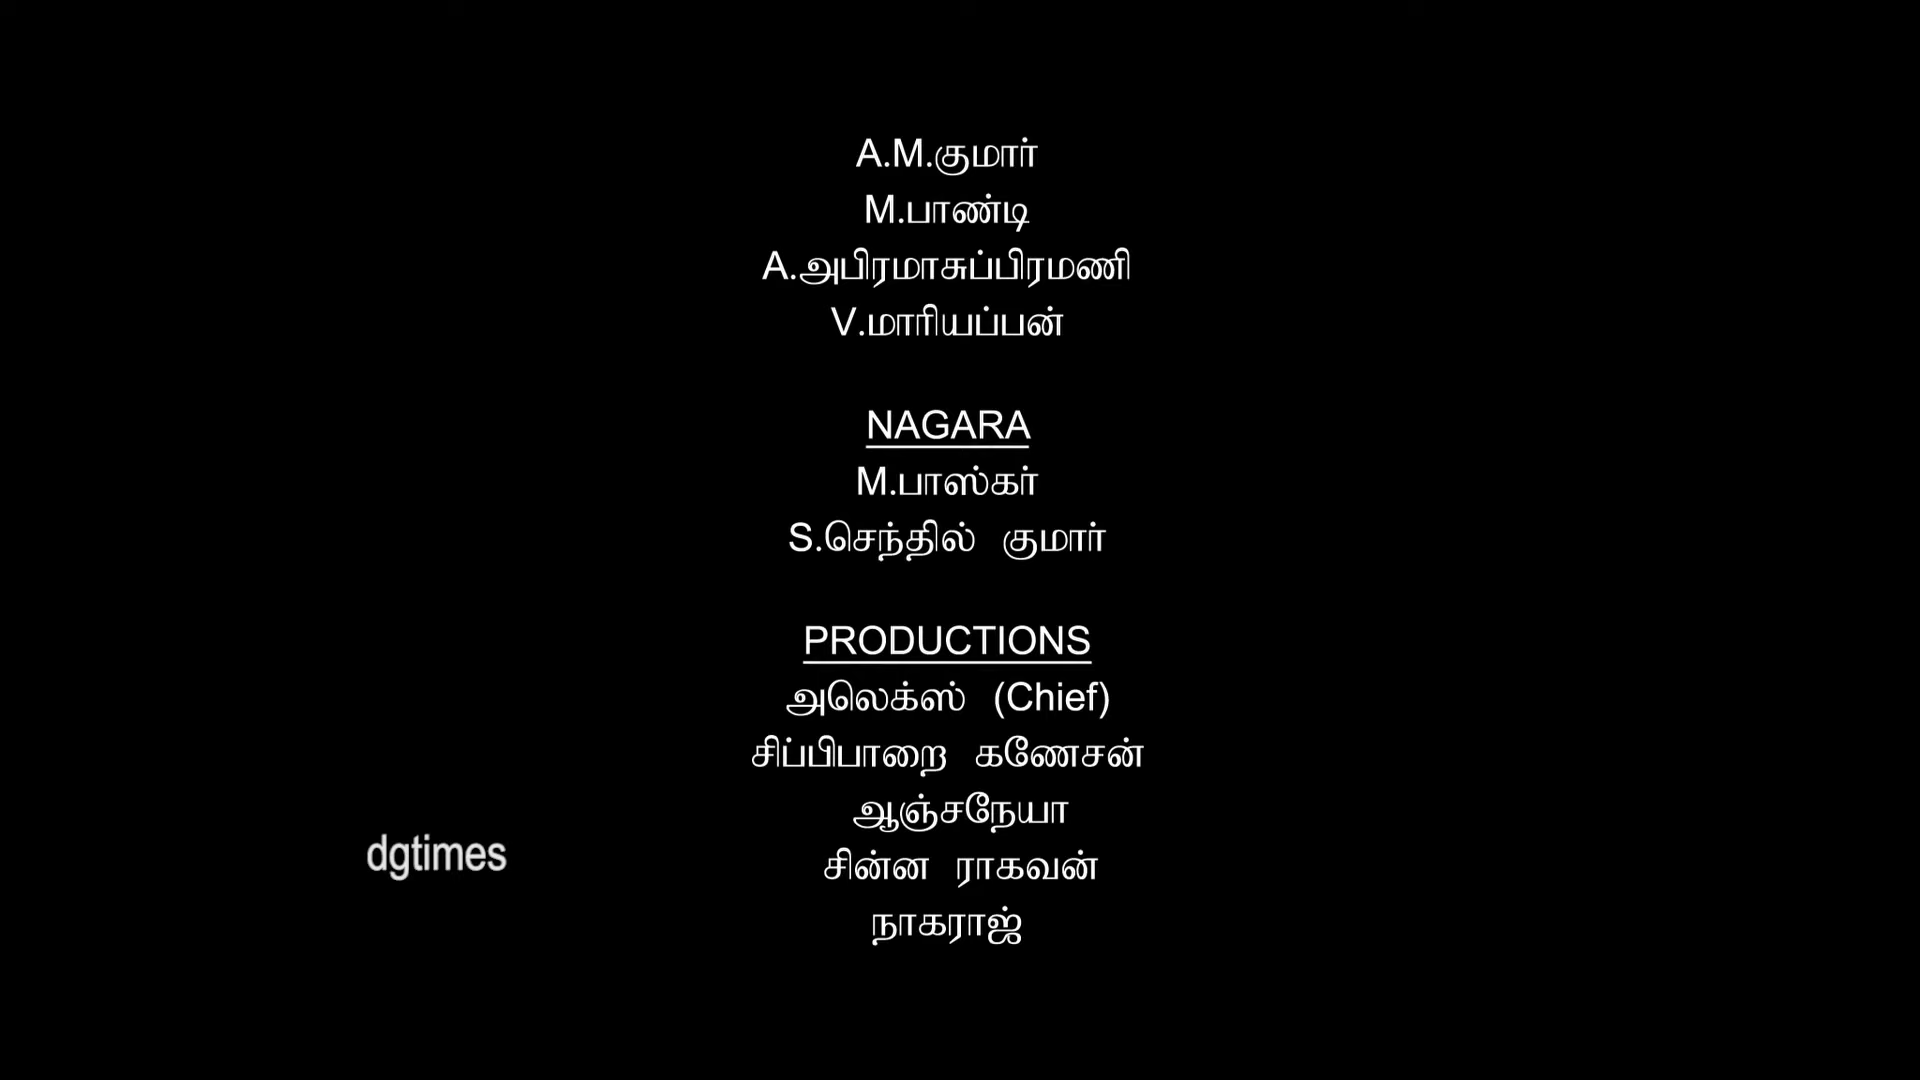 A.M.குமார்
M.பாண்டி
A.அபிரமாசுப்பிரமணி
V.மாரியப்பன்
NAGARA
M.பாஸ்கர்
S.செந்தில் குமார்
PRODUCTIONS
அலெக்ஸ் (Chief)
சிப்பிபாறை கணேசன்
ஆஞ்சநேயா
சின்ன ராகவன்
நாகராஜ்
dgtimes